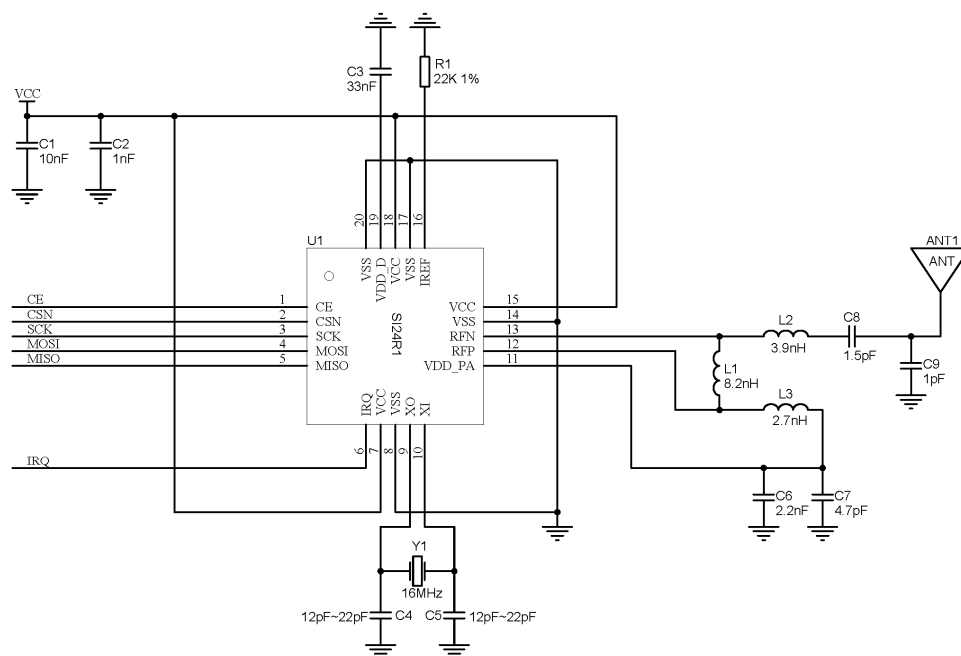 C3
33nF
R1
22K 1%
VCC
C1
10nF
C2
1nF
20
19
18
17
16
U1
VSS
VDD_D
VCC
VSS
IREF
ANT1
ANT
CE
1
CE
CSN
2
CSN
SCK
3
SCK
MOSI
4
MOSI
MISO
5
MISO
SI24R1
VCC
15
VSS
14
RFN
13
RFP
12
VDD_PA
11
L2
3.9nH
C8
1.5pF
C9
1pF
L1
8.2nH
L3
2.7nH
IRQ
VCC
VSS
XO
XI
6
7
8
9
10
IRQ
C6
2.2nF
C7
4.7pF
Y1
16MHz
12pF~22pF
C4
C5
12pF~22pF